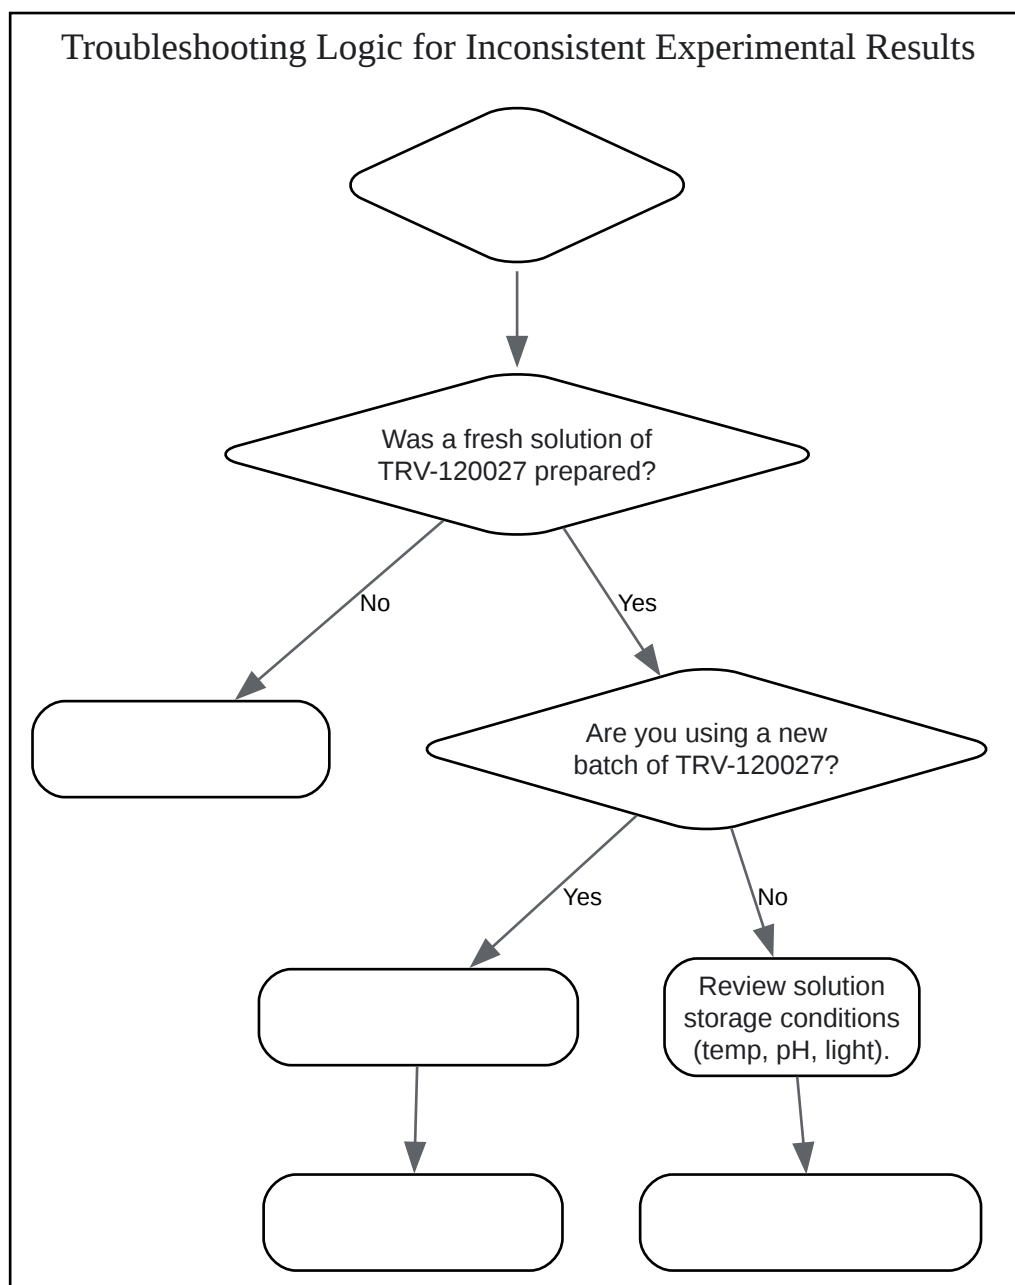 Troubleshooting Logic for Inconsistent Experimental Results
Was a fresh solution of
TRV-120027 prepared?
No
Yes
Are you using a new
batch of TRV-120027?
Yes
No
Review solution
storage conditions
(temp, pH, light).